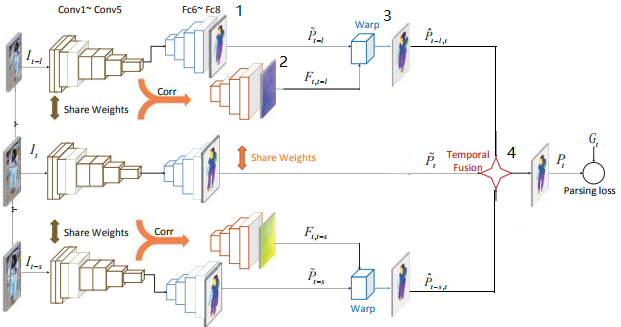 Conv1~ Conv5
Fc6~ Fc8
1
3
I_{t-l}
P̃_{t=l}
Warp
P̂_{t-l,t}
2
Corr
F_{t,t=l}
Share Weights
I_t
Share Weights
P̃_t
Temporal
Fusion
4
P_t
G_t
Parsing loss
Share Weights
Corr
F_{t,t=s}
I_{t-s}
P̃_{t=s}
P̂_{t-s,t}
Warp